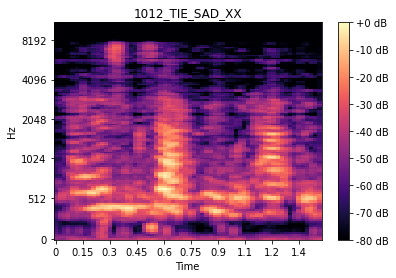 1012_TIE_SAD_XX
+0 dB
8192
-10 dB
4096
-20 dB
-30 dB
2048
Hz
-40 dB
1024
-50 dB
512
-60 dB
-70 dB
0
-80 dB
0 0.15 0.3 0.45 0.6 0.75 0.9 1.1 1.2 1.4
Time